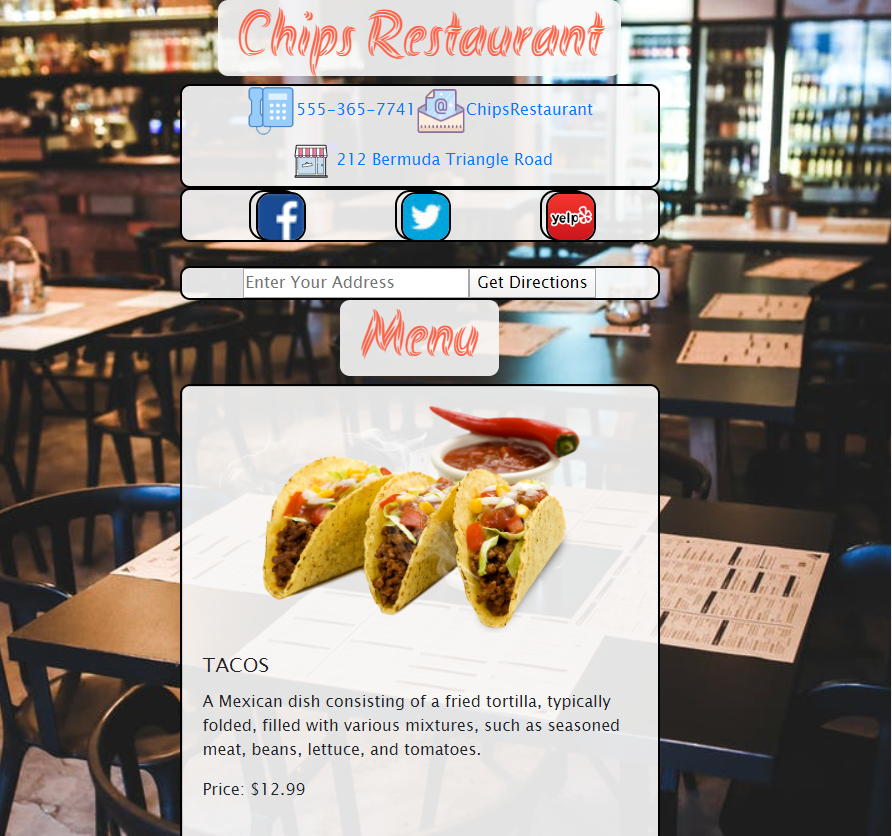 Chips Restaurant
555-365-7741 @ ChipsRestaurant
212 Bermuda Triangle Road
f yelp
Enter Your Address Get Directions
Menu
TACOS
A Mexican dish consisting of a fried tortilla, typically
folded, filled with various mixtures, such as seasoned
meat, beans, lettuce, and tomatoes.
Price: $12.99